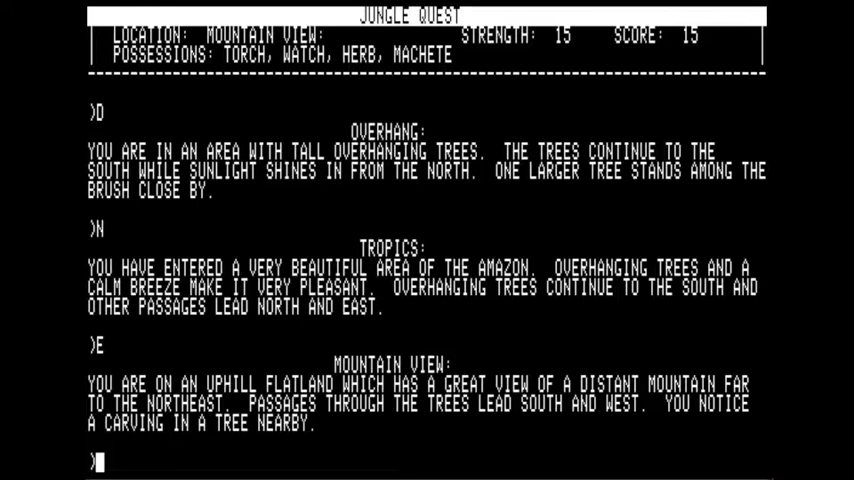 JUNGLE QUEST
LOCATION: MOUNTAIN VIEW: STRENGTH: 15 SCORE: 15
POSSESSIONS: TORCH, WATCH, HERB, MACHETE
>D
OVERHANG:
YOU ARE IN AN AREA WITH TALL OVERHANGING TREES. THE TREES CONTINUE TO THE
SOUTH WHILE SUNLIGHT SHINES IN FROM THE NORTH. ONE LARGER TREE STANDS AMONG THE
BRUSH CLOSE BY.
>N
TROPICS:
YOU HAVE ENTERED A VERY BEAUTIFUL AREA OF THE AMAZON. OVERHANGING TREES AND A
CALM BREEZE MAKE IT VERY PLEASANT. OVERHANGING TREES CONTINUE TO THE SOUTH AND
OTHER PASSAGES LEAD NORTH AND EAST.
>E
MOUNTAIN VIEW:
YOU ARE ON AN UPHILL FLATLAND WHICH HAS A GREAT VIEW OF A DISTANT MOUNTAIN FAR
TO THE NORTHEAST. PASSAGES THROUGH THE TREES LEAD SOUTH AND WEST. YOU NOTICE
A CARVING IN A TREE NEARBY.
>